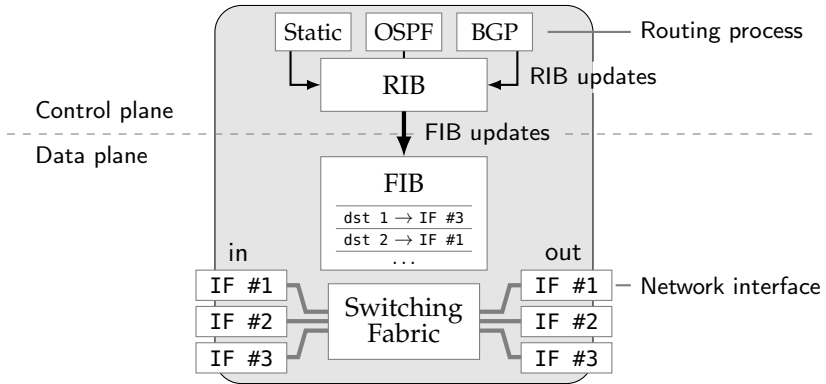 Static
OSPF
BGP
Routing process
RIB
RIB updates
Control plane
FIB updates
Data plane
FIB
dst 1 → IF #3
dst 2 → IF #1
...
in
out
IF #1
IF #1
Network interface
Switching
Fabric
IF #2
IF #2
IF #3
IF #3